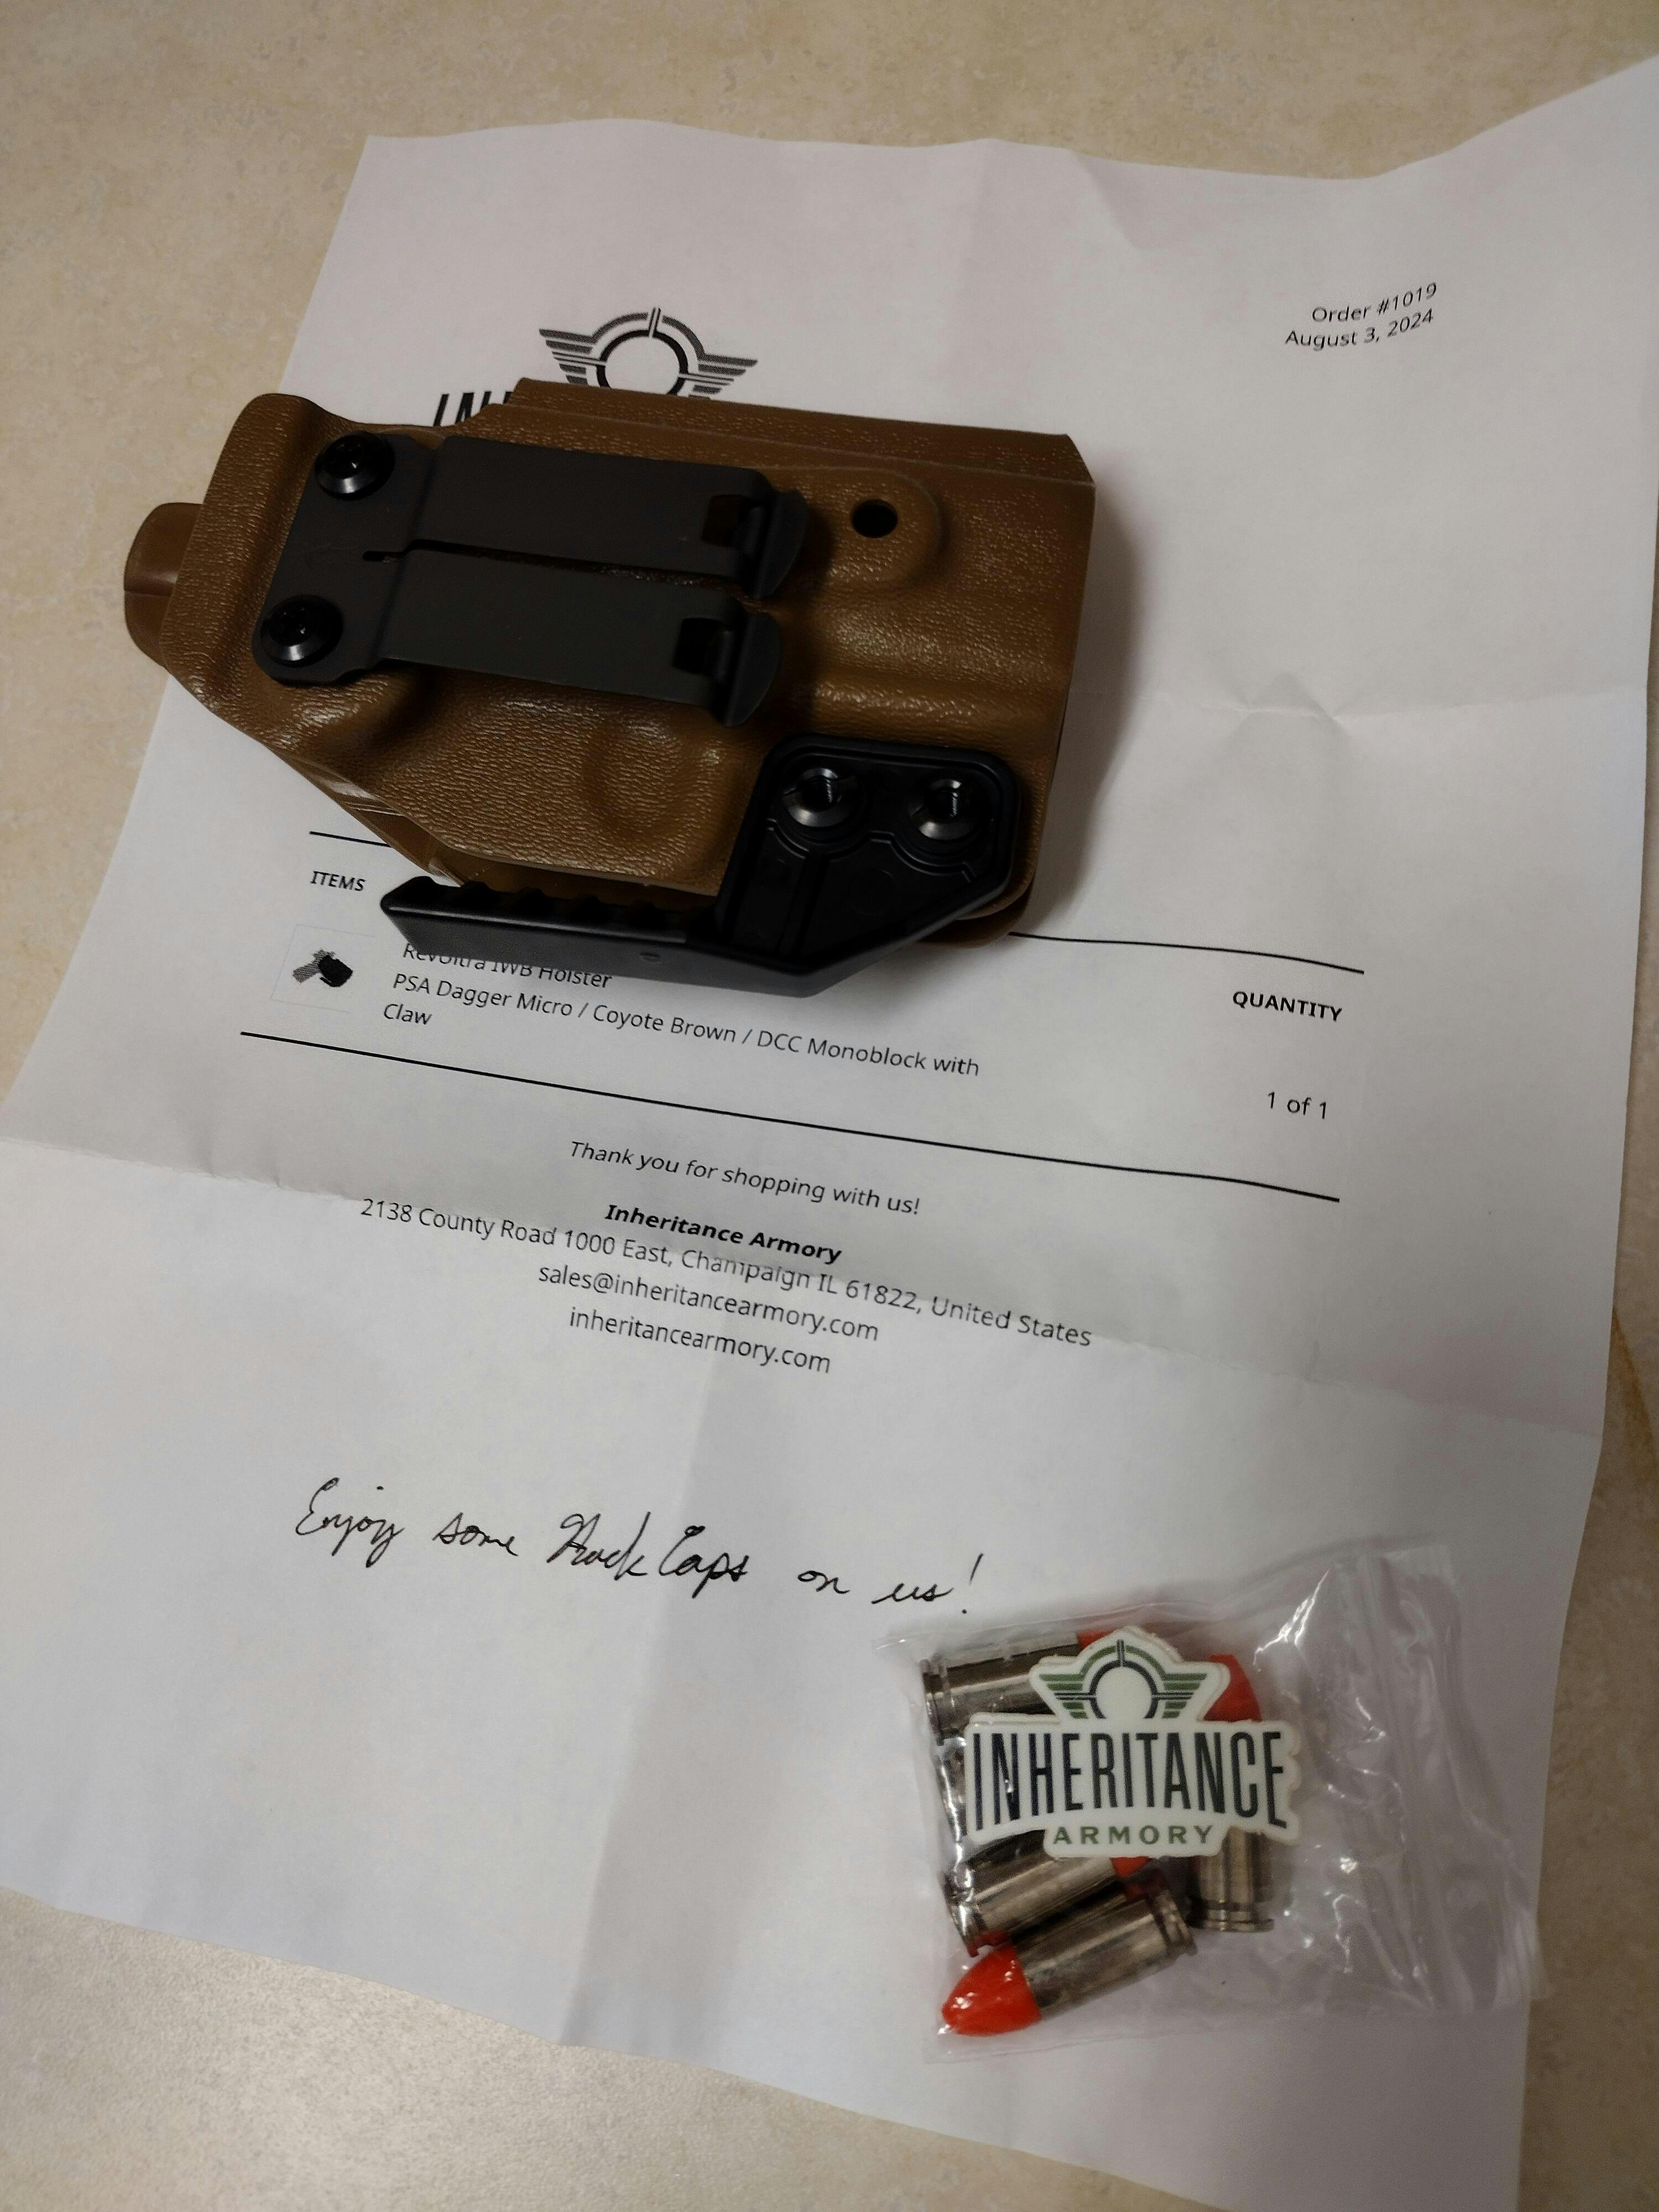 Order #1019
August 3, 2024
ITEMS
QUANTITY
RevUltra IWB Holster
PSA Dagger Micro / Coyote Brown / DCC Monoblock with
Claw
1 of 1
Thank you for shopping with us!
Inheritance Armory
2138 County Road 1000 East, Champaign IL 61822, United States
sales@inheritancearmory.com
inheritancearmory.com
Enjoy some Caps on us!
INHERITANCE
ARMORY